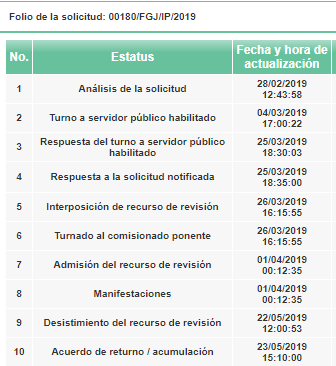 Folio de la solicitud: 00180/FGJ/IP/2019
No. Estatus Fecha y hora de
actualización
1 Análisis de la solicitud 28/02/2019
12:43:58
2 Turno a servidor público habilitado 04/03/2019
17:00:22
3 Respuesta del turno a servidor público 25/03/2019
habilitado 18:30:03
4 Respuesta a la solicitud notificada 25/03/2019
18:35:00
5 Interposición de recurso de revisión 26/03/2019
16:15:55
6 Turnado al comisionado ponente 26/03/2019
16:15:55
7 Admisión del recurso de revisión 01/04/2019
00:12:35
8 Manifestaciones 01/04/2019
00:12:35
9 Desistimiento del recurso de revisión 22/05/2019
12:00:53
10 Acuerdo de returno / acumulación 23/05/2019
15:10:00